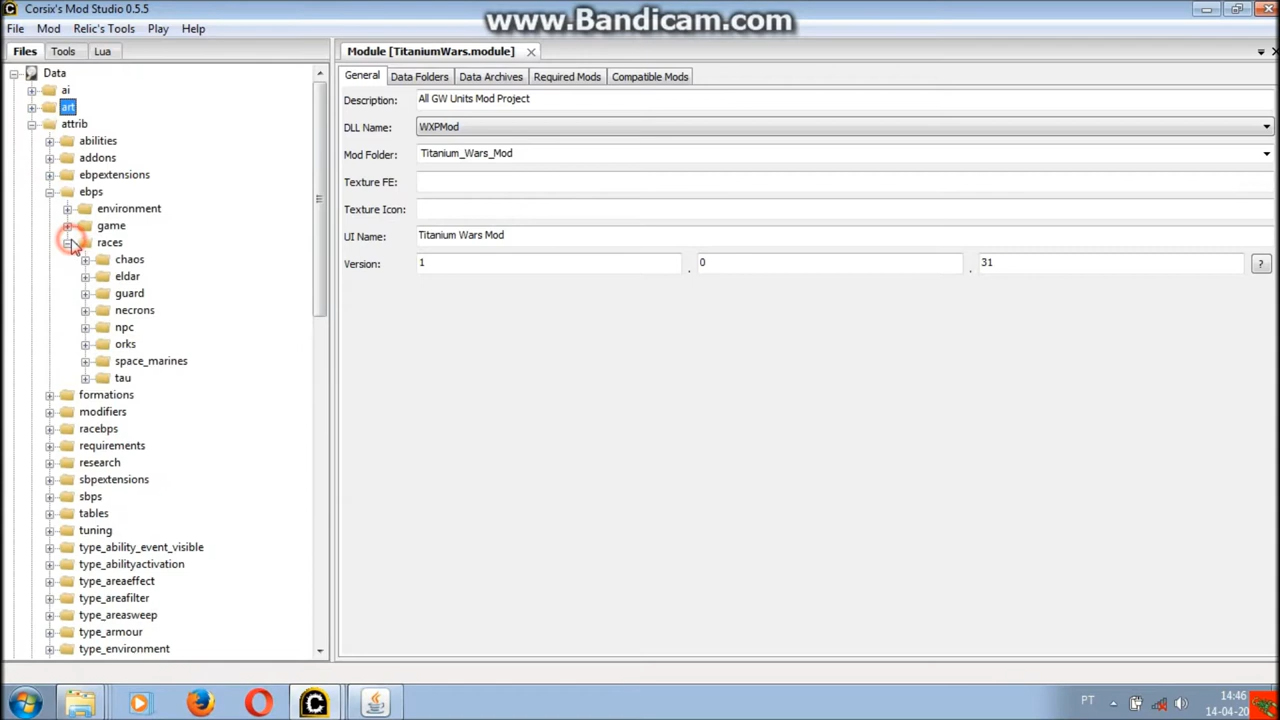 Corsix's Mod Studio 0.5.5
www.Bandicam.com
File Mod Relic's Tools Play Help
Files Tools Lua
Module [TitaniumWars.module]
Data
ai
art
attrib
abilities
addons
ebpextensions
ebps
environment
game
races
chaos
eldar
guard
necrons
npc
orks
space_marines
tau
formations
modifiers
racebps
requirements
research
sbpextensions
sbps
tables
tuning
type_ability_event_visible
type_abilityactivation
type_areaeffect
type_areafilter
type_areasweep
type_armour
type_environment
General Data Folders Data Archives Required Mods Compatible Mods
Description: All GW Units Mod Project
DLL Name: WXPMod
Mod Folder: Titanium_Wars_Mod
Texture FE:
Texture Icon:
UI Name: Titanium Wars Mod
Version: 1 . 0 . 31 ?
PT
14:46
14-04-20